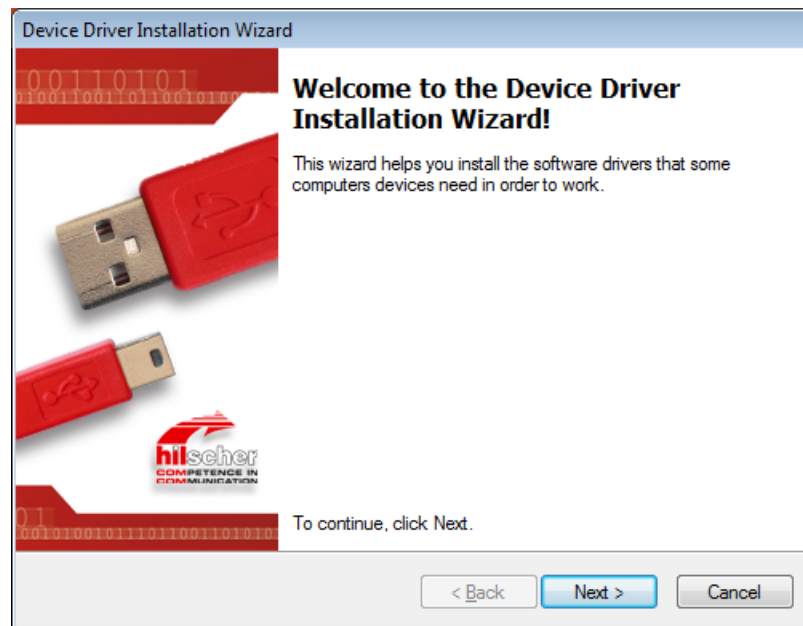 Device Driver Installation Wizard
00110101
Welcome to the Device Driver
Installation Wizard!
This wizard helps you install the software drivers that some
computers devices need in order to work.
hilscher
COMPETENCE IN
COMMUNICATION
01
To continue, click Next.
< Back
Next >
Cancel